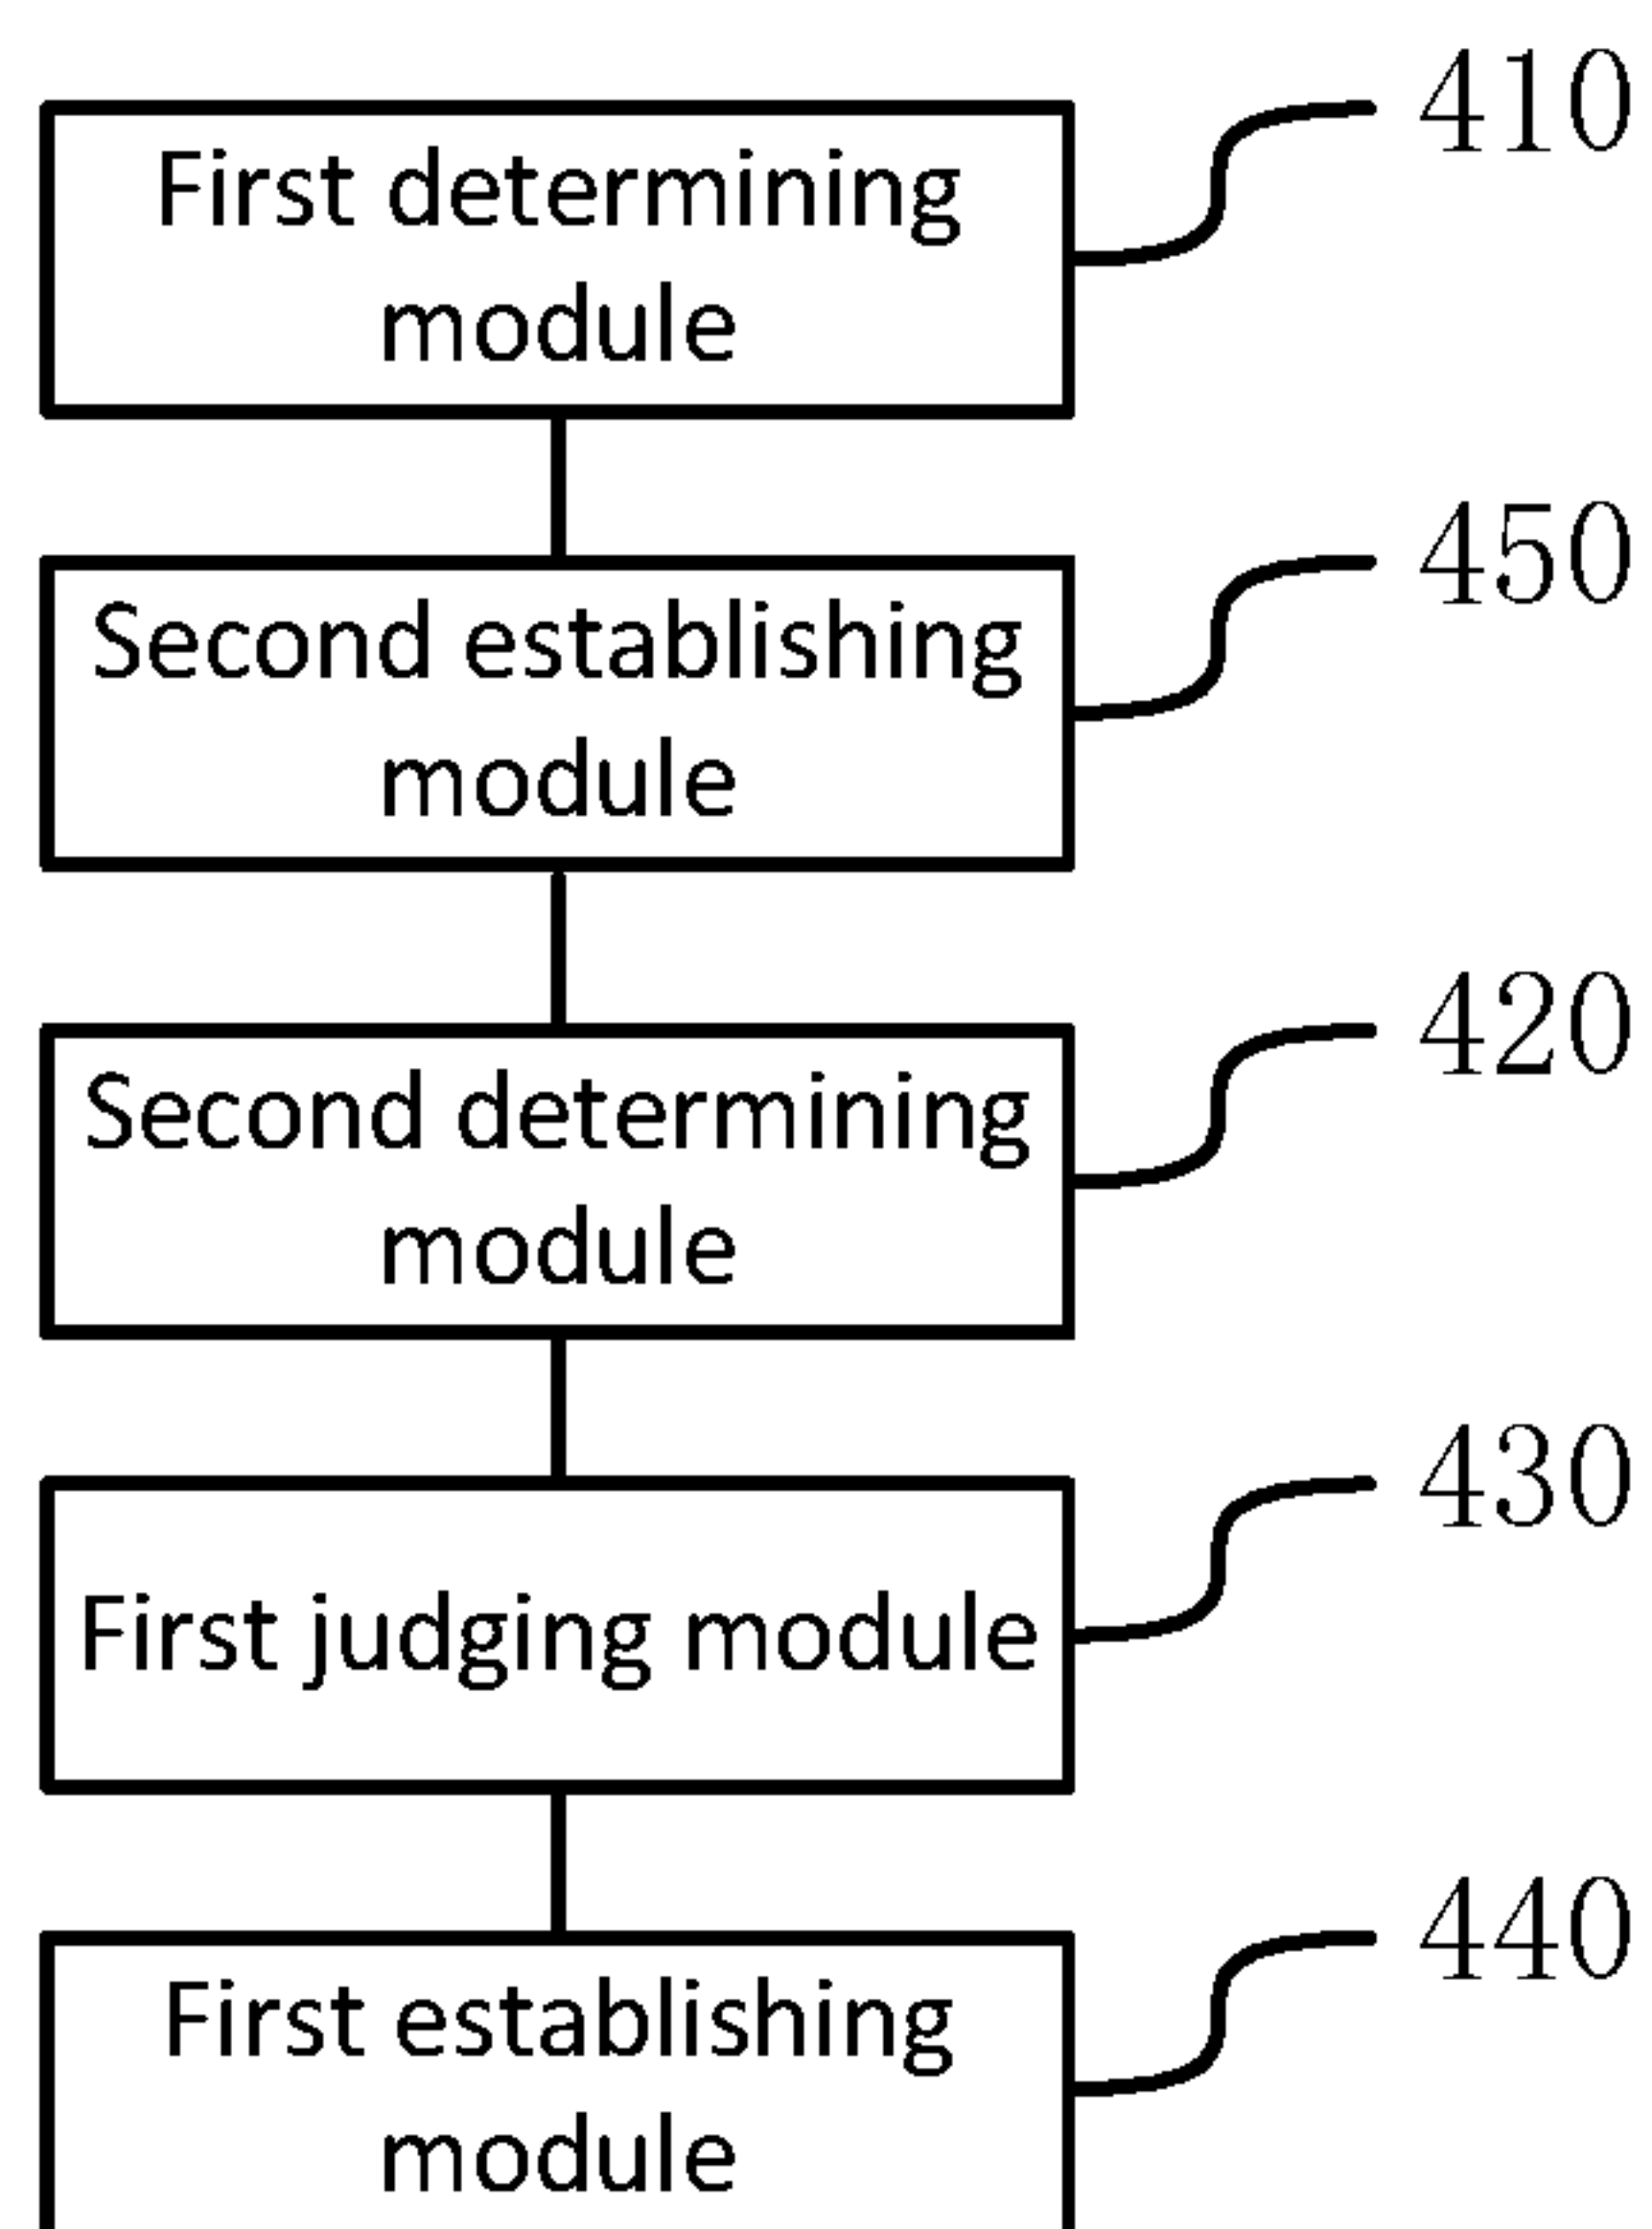 410
First determining
module
450
Second establishing
module
420
Second determining
module
430
First judging module
440
First establishing
module